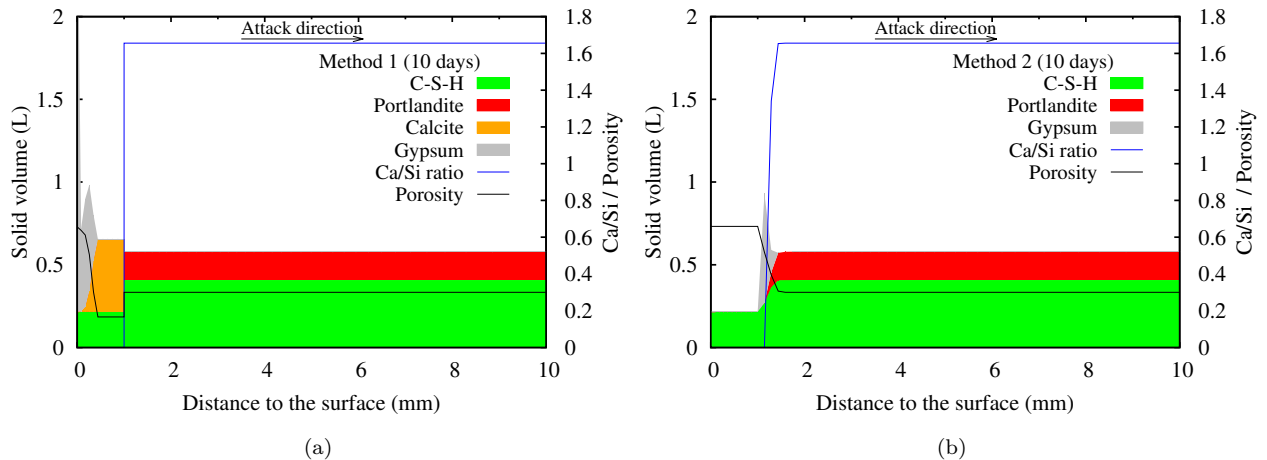 Attack direction
Method 1 (10 days)
C-S-H
Portlandite
Calcite
Gypsum
Ca/Si ratio
Porosity
Solid volume (L)
0
0.5
1
1.5
2
Ca/Si / Porosity
0
0.2
0.4
0.6
0.8
1
1.2
1.4
1.6
1.8
0 2 4 6 8 10
Distance to the surface (mm)
(a)
Attack direction
Method 2 (10 days)
C-S-H
Portlandite
Gypsum
Ca/Si ratio
Porosity
Solid volume (L)
0
0.5
1
1.5
2
Ca/Si / Porosity
0
0.2
0.4
0.6
0.8
1
1.2
1.4
1.6
1.8
0 2 4 6 8 10
Distance to the surface (mm)
(b)